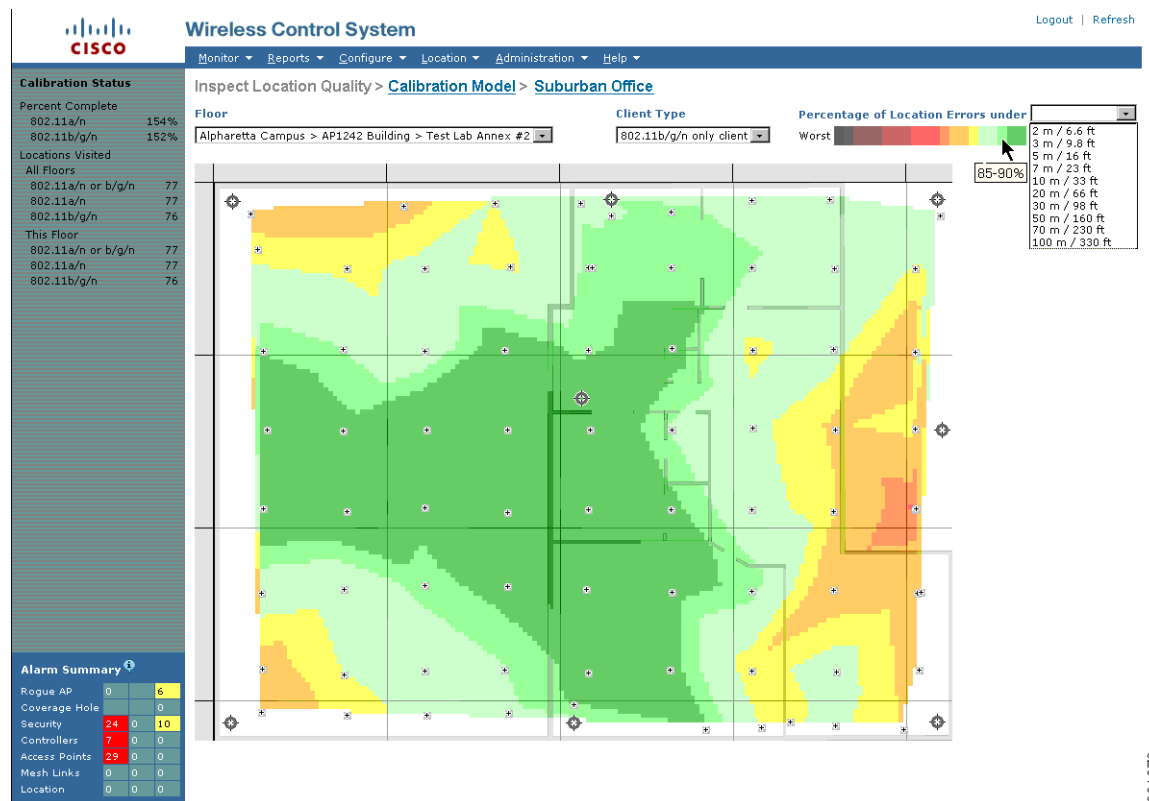 Logout | Refresh
CISCO
Wireless Control System
Monitor Reports Configure Location Administration Help
Calibration Status
Percent Complete
802.11a/n 154%
802.11b/g/n 152%
Locations Visited
All Floors
802.11a/n or b/g/n 77
802.11a/n 77
802.11b/g/n 76
This Floor
802.11a/n or b/g/n 77
802.11a/n 77
802.11b/g/n 76
Inspect Location Quality > Calibration Model > Suburban Office
Floor
Alpharetta Campus > AP1242 Building > Test Lab Annex #2
Client Type
802.11b/g/n only client
Percentage of Location Errors under
Worst
85-90%
2 m / 6.6 ft
3 m / 9.8 ft
5 m / 16 ft
7 m / 23 ft
10 m / 33 ft
20 m / 66 ft
30 m / 98 ft
50 m / 160 ft
70 m / 230 ft
100 m / 330 ft
Alarm Summary
Rogue AP 0 6
Coverage Hole 0
Security 24 0 10
Controllers 7 0 0
Access Points 29 0 0
Mesh Links 0 0 0
Location 0 0 0